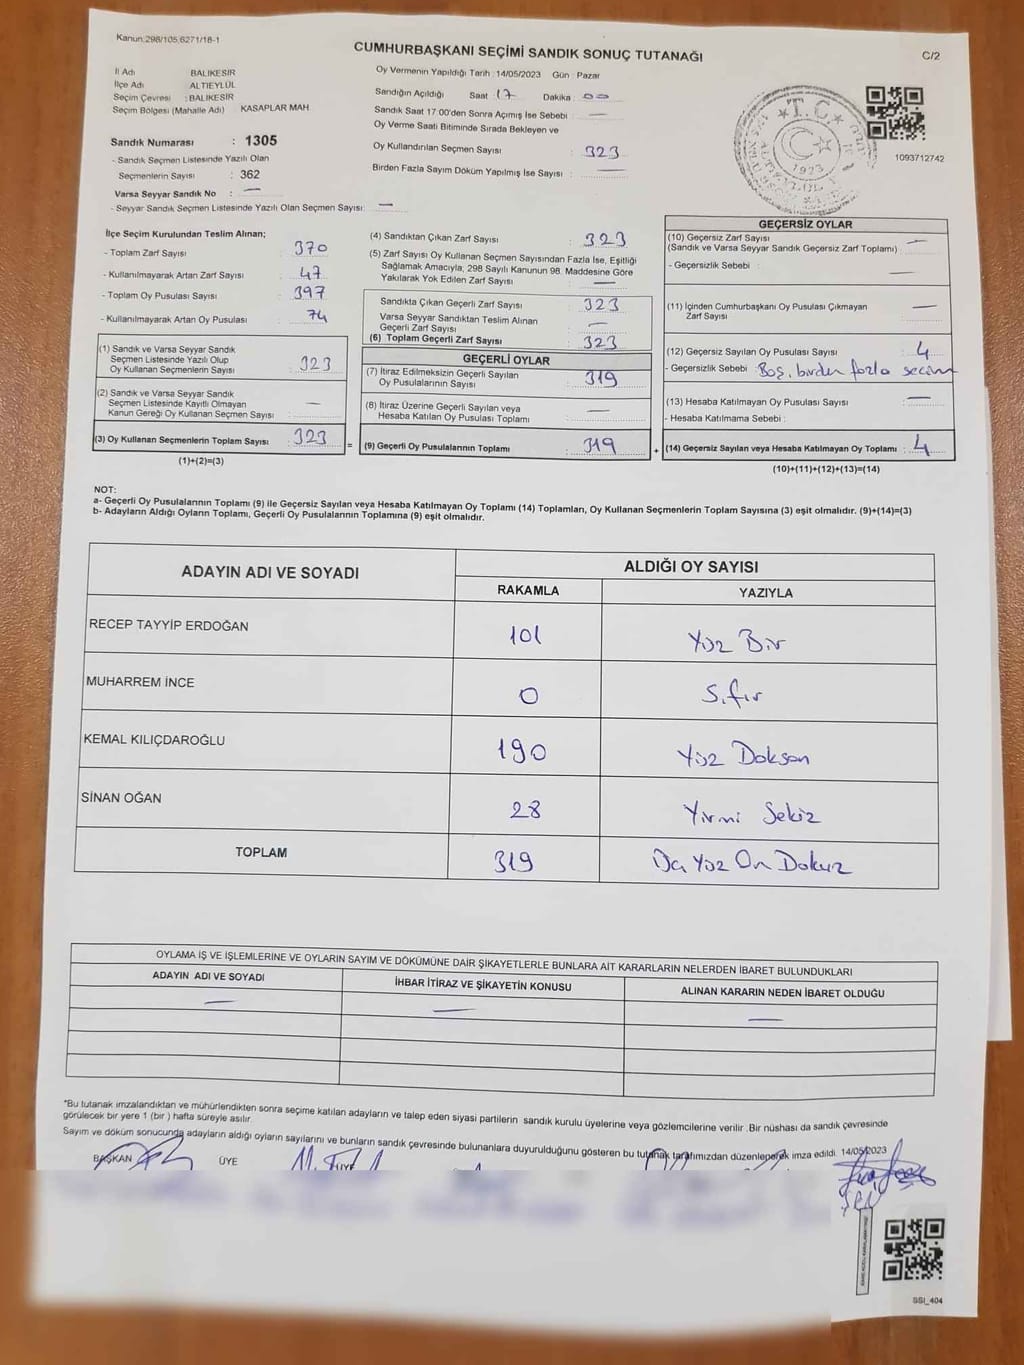 Kanun:298/105,6271/18-1
CUMHURBAŞKANI SEÇİMİ SANDIK SONUÇ TUTANAĞI
C/2
İl Adı BALIKESİR
İlçe Adı ALTIEYLÜL
Seçim Çevresi : BALIKESİR
Seçim Bölgesi (Mahalle Adı) KASAPLAR MAH
Sandık Numarası : 1305
- Sandık Seçmen Listesinde Yazılı Olan
Seçmenlerin Sayısı : 362
Varsa Seyyar Sandık No : —
- Seyyar Sandık Seçmen Listesinde Yazılı Olan Seçmen Sayısı: —
Oy Vermenin Yapıldığı Tarih : 14/05/2023 Gün : Pazar
Sandığın Açıldığı Saat : 17 Dakika : 00
Sandık Saat 17:00'den Sonra Açımış İse Sebebi : —
Oy Verme Saati Bitiminde Sırada Bekleyen ve
Oy Kullandırılan Seçmen Sayısı : 323
Birden Fazla Sayım Döküm Yapılmış İse Sayısı : —
T.C.
1923
1093712742
İlçe Seçim Kurulundan Teslim Alınan;
- Toplam Zarf Sayısı : 370
- Kullanılmayarak Artan Zarf Sayısı : 47
- Toplam Oy Pusulası Sayısı : 397
- Kullanılmayarak Artan Oy Pusulası : 74
(1) Sandık ve Varsa Seyyar Sandık
Seçmen Listesinde Yazılı Olup
Oy Kullanan Seçmenlerin Sayısı : 323
(2) Sandık ve Varsa Seyyar Sandık
Seçmen Listesinde Kayıtlı Olmayan
Kanun Gereği Oy Kullanan Seçmen Sayısı : —
(3) Oy Kullanan Seçmenlerin Toplam Sayısı : 323
(1)+(2)=(3)
(4) Sandıktan Çıkan Zarf Sayısı : 323
(5) Zarf Sayısı Oy Kullanan Seçmen Sayısından Fazla İse, Eşitliği
Sağlamak Amacıyla, 298 Sayılı Kanunun 98. Maddesine Göre
Yakılarak Yok Edilen Zarf Sayısı : —
Sandıkta Çıkan Geçerli Zarf Sayısı : 323
Varsa Seyyar Sandıktan Teslim Alınan
Geçerli Zarf Sayısı : —
(6) Toplam Geçerli Zarf Sayısı : 323
GEÇERLİ OYLAR
(7) İtiraz Edilmeksizin Geçerli Sayılan
Oy Pusulalarının Sayısı : 319
(8) İtiraz Üzerine Geçerli Sayılan veya
Hesaba Katılan Oy Pusulası Toplamı : —
= (9) Geçerli Oy Pusulalarının Toplamı : 319
GEÇERSİZ OYLAR
(10) Geçersiz Zarf Sayısı : —
(Sandık ve Varsa Seyyar Sandık Geçersiz Zarf Toplamı)
- Geçersizlik Sebebi : —
(11) İçinden Cumhurbaşkanı Oy Pusulası Çıkmayan : —
Zarf Sayısı
(12) Geçersiz Sayılan Oy Pusulası Sayısı : 4
- Geçersizlik Sebebi : Boş, birden fazla seçim
(13) Hesaba Katılmayan Oy Pusulası Sayısı : —
- Hesaba Katılmama Sebebi :
+ (14) Geçersiz Sayılan veya Hesaba Katılmayan Oy Toplamı : 4
(10)+(11)+(12)+(13)=(14)
NOT:
a- Geçerli Oy Pusulalarının Toplamı (9) ile Geçersiz Sayılan veya Hesaba Katılmayan Oy Toplamı (14) Toplamları, Oy Kullanan Seçmenlerin Toplam Sayısına (3) eşit olmalıdır. (9)+(14)=(3)
b- Adayların Aldığı Oyların Toplamı, Geçerli Oy Pusulalarının Toplamına (9) eşit olmalıdır.
ADAYIN ADI VE SOYADI ALDIĞI OY SAYISI
RAKAMLA YAZIYLA
RECEP TAYYİP ERDOĞAN 101 Yüz Bir
MUHARREM İNCE 0 Sıfır
KEMAL KILIÇDAROĞLU 190 Yüz Doksan
SİNAN OĞAN 28 Yirmi Sekiz
TOPLAM 319 Üç Yüz On Dokuz
OYLAMA İŞ VE İŞLEMLERİNE VE OYLARIN SAYIM VE DÖKÜMÜNE DAİR ŞİKAYETLERLE BUNLARA AİT KARARLARIN NELERDEN İBARET BULUNDUKLARI
ADAYIN ADI VE SOYADI İHBAR İTİRAZ VE ŞİKAYETİN KONUSU ALINAN KARARIN NEDEN İBARET OLDUĞU
— — —
*Bu tutanak imzalandıktan ve mühürlendikten sonra seçime katılan adayların ve talep eden siyasi partilerin sandık kurulu üyelerine veya gözlemcilerine verilir .Bir nüshası da sandık çevresinde
görülecek bir yere 1 (bir ) hafta süreyle asılır.
Sayım ve döküm sonucunda adayların aldığı oyların sayılarını ve bunların sandık çevresinde bulunanlara duyurulduğunu gösteren bu tutanak tarafımızdan düzenleyerek imza edildi. 14/05/2023
BAŞKAN ÜYE ÜYE
SSI_404